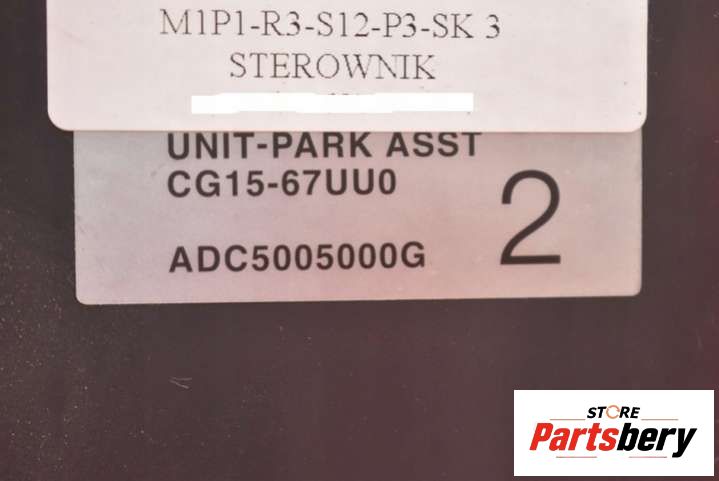 M1P1-R3-S12-P3-SK 3
STEROWNIK
UNIT-PARK ASST
CG15-67UU0
ADC5005000G
2
STORE
Partsbery